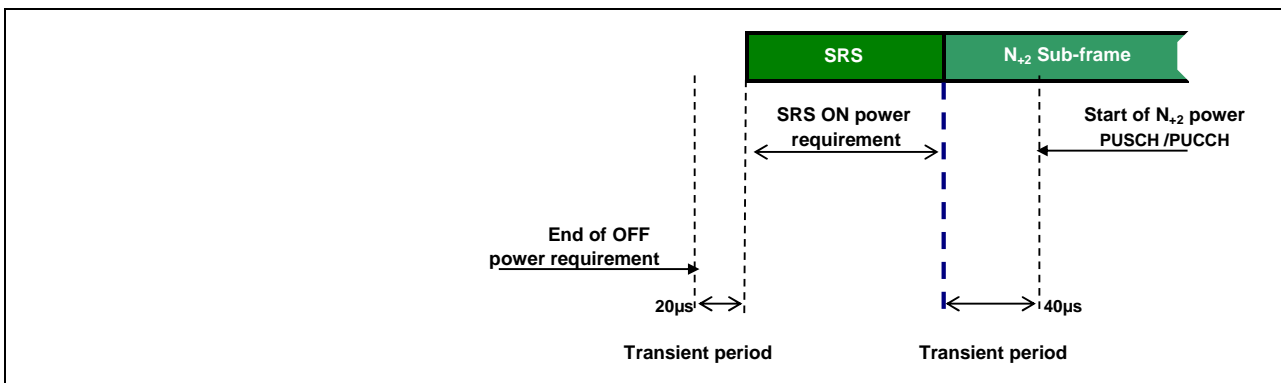 SRS
N+2 Sub-frame
SRS ON power
requirement
Start of N+2 power
PUSCH /PUCCH
End of OFF
power requirement
20µs
40µs
Transient period
Transient period